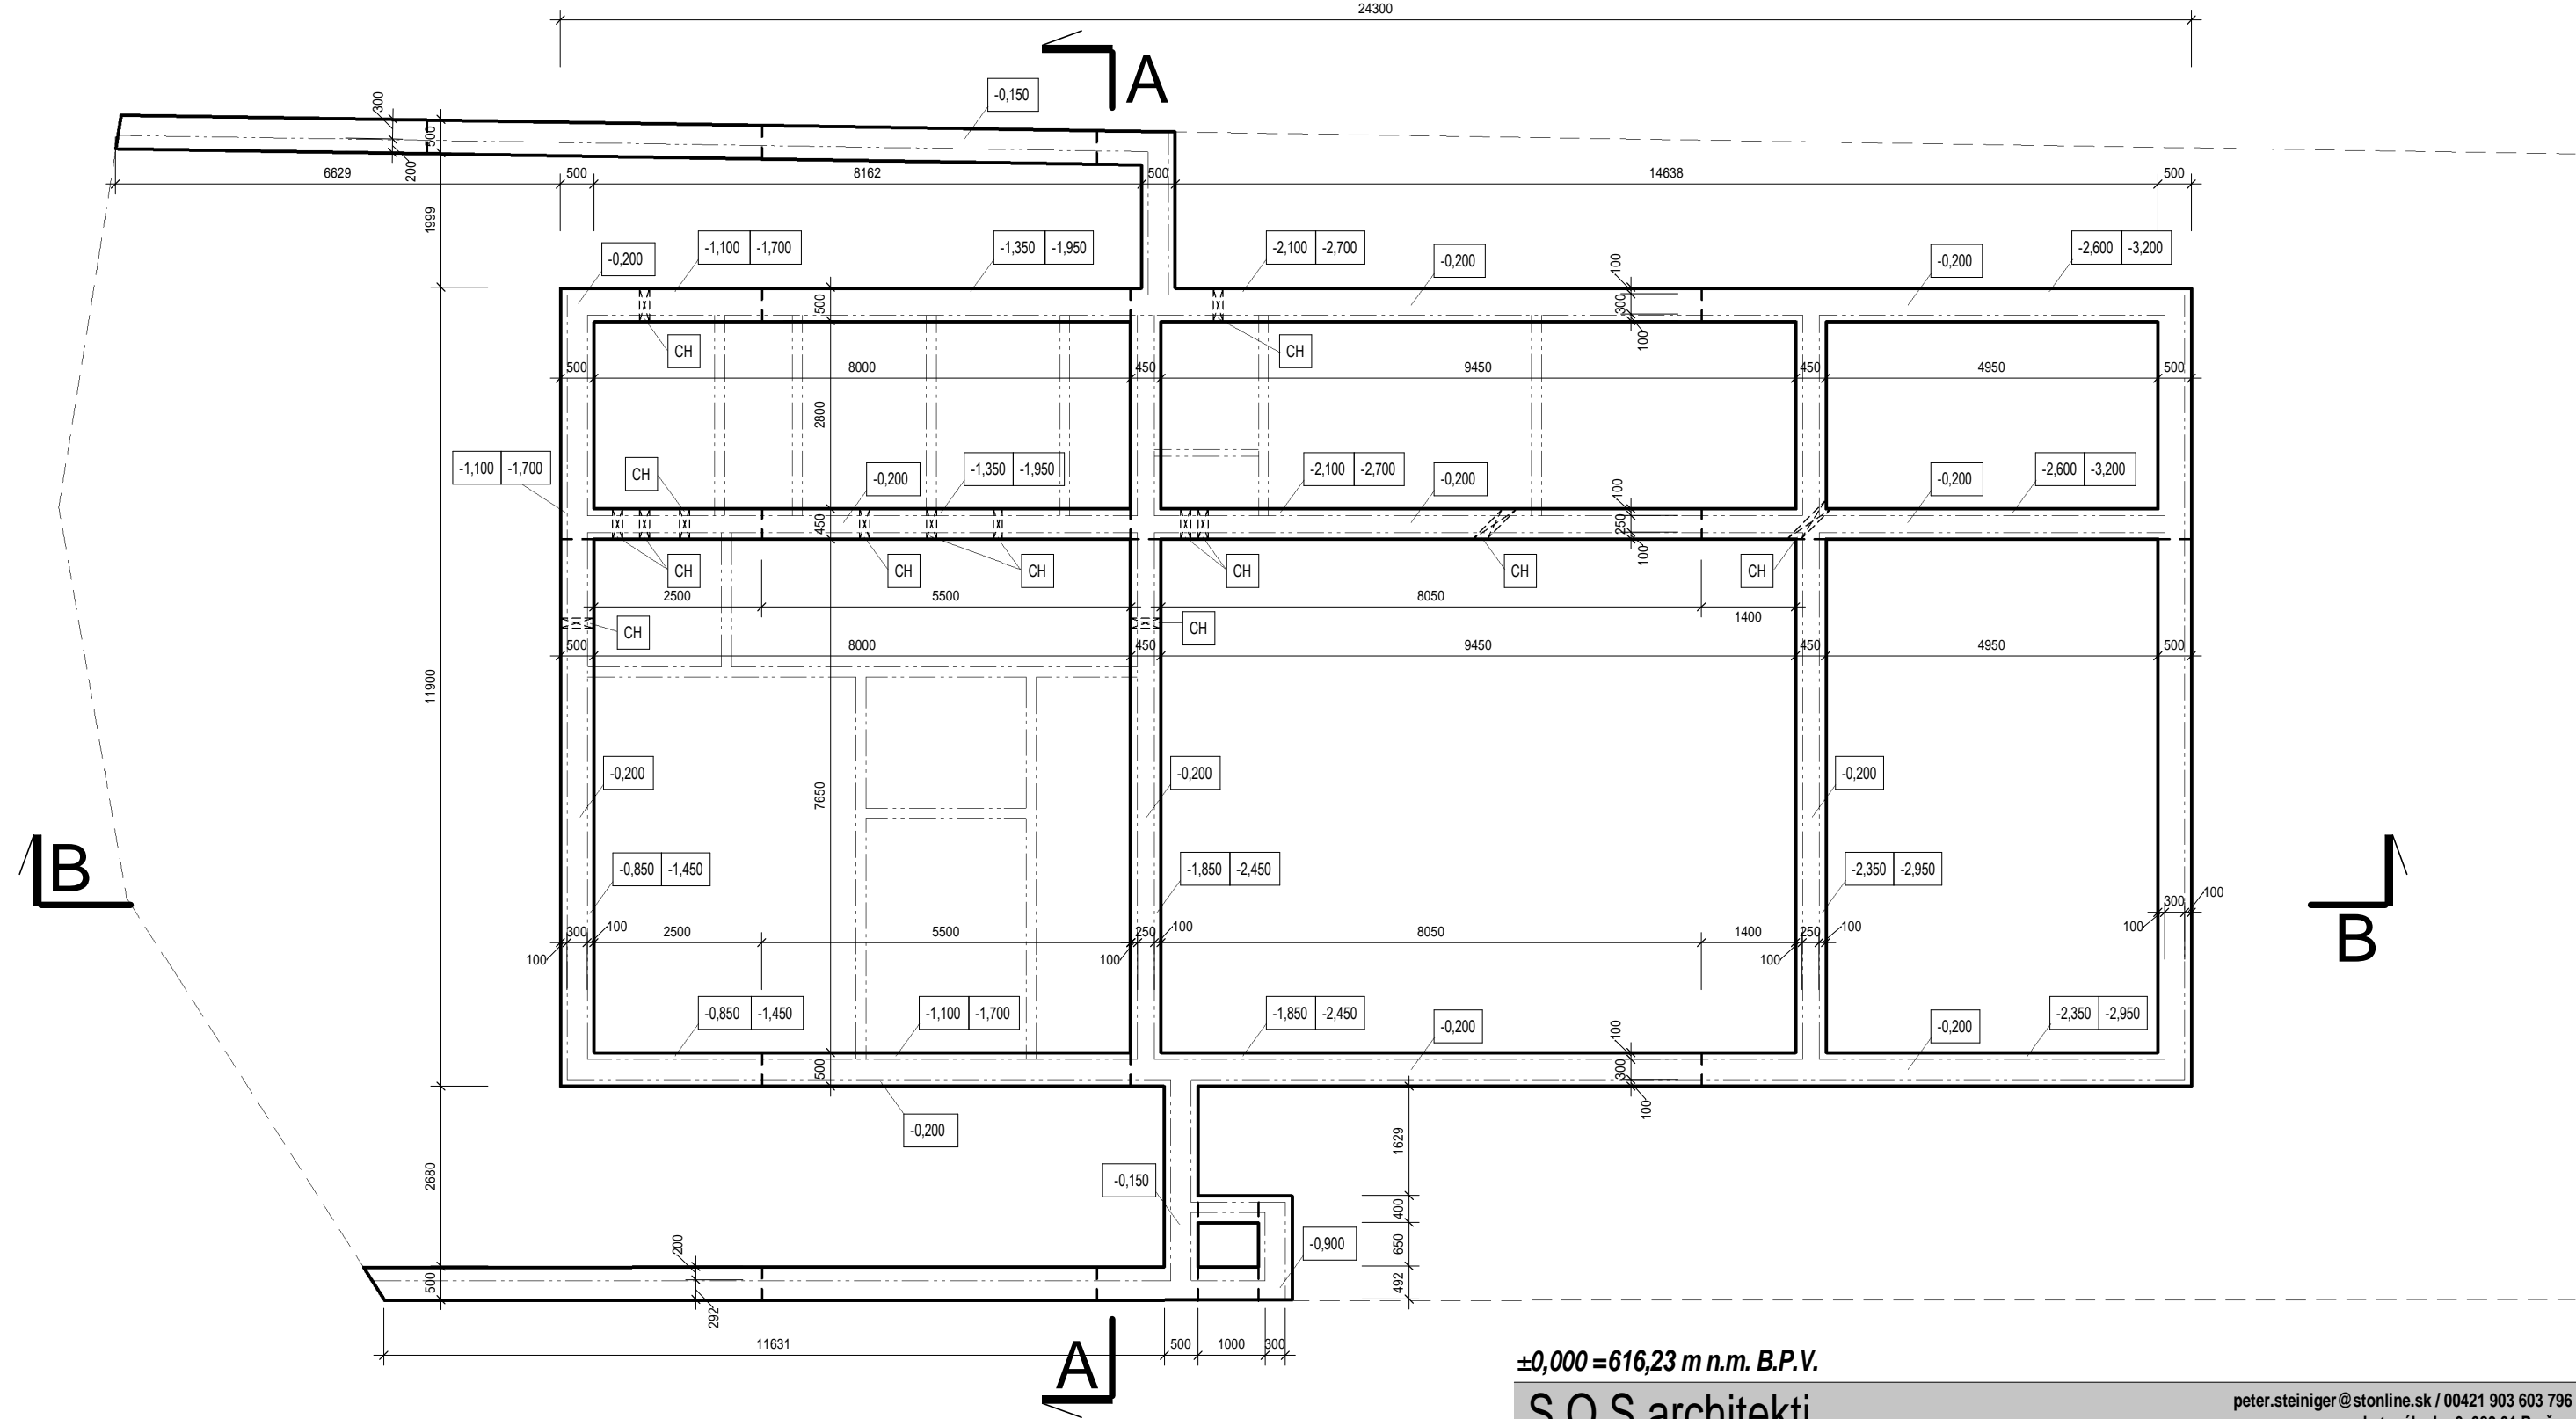 24300
A
-0,150
300
500
200
6629 500 8162 500 14638 500
1999
-0,200
-1,100 -1,700
-1,350 -1,950
-2,100 -2,700
-0,200
-0,200
-2,600 -3,200
500
100
300
100
CH
CH
500 8000 450 9450 450 4950 500
2800
-1,100 -1,700
CH
-0,200
-1,350 -1,950
-2,100 -2,700
-0,200
-0,200
-2,600 -3,200
450
100
250
100
CH
CH
CH
CH
CH
CH
2500 5500 8050 1400
CH
CH
500 8000 450 9450 450 4950 500
11900
7650
-0,200
-0,200
-0,200
B
-0,850 -1,450
-1,850 -2,450
-2,350 -2,950
B
100 300 100 2500 5500 100 250 100 8050 1400 100 250 100 100 300 100
-0,850 -1,450
-1,100 -1,700
-1,850 -2,450
-0,200
-0,200
-2,350 -2,950
500
100
300
100
-0,200
2680
-0,150
1629
400
650
492
-0,900
200
500
292
11631 500 1000 300
A
±0,000 =616,23 m n.m. B.P.V.
S.O.S architekti
peter.steiniger@stonline.sk / 00421 903 603 796